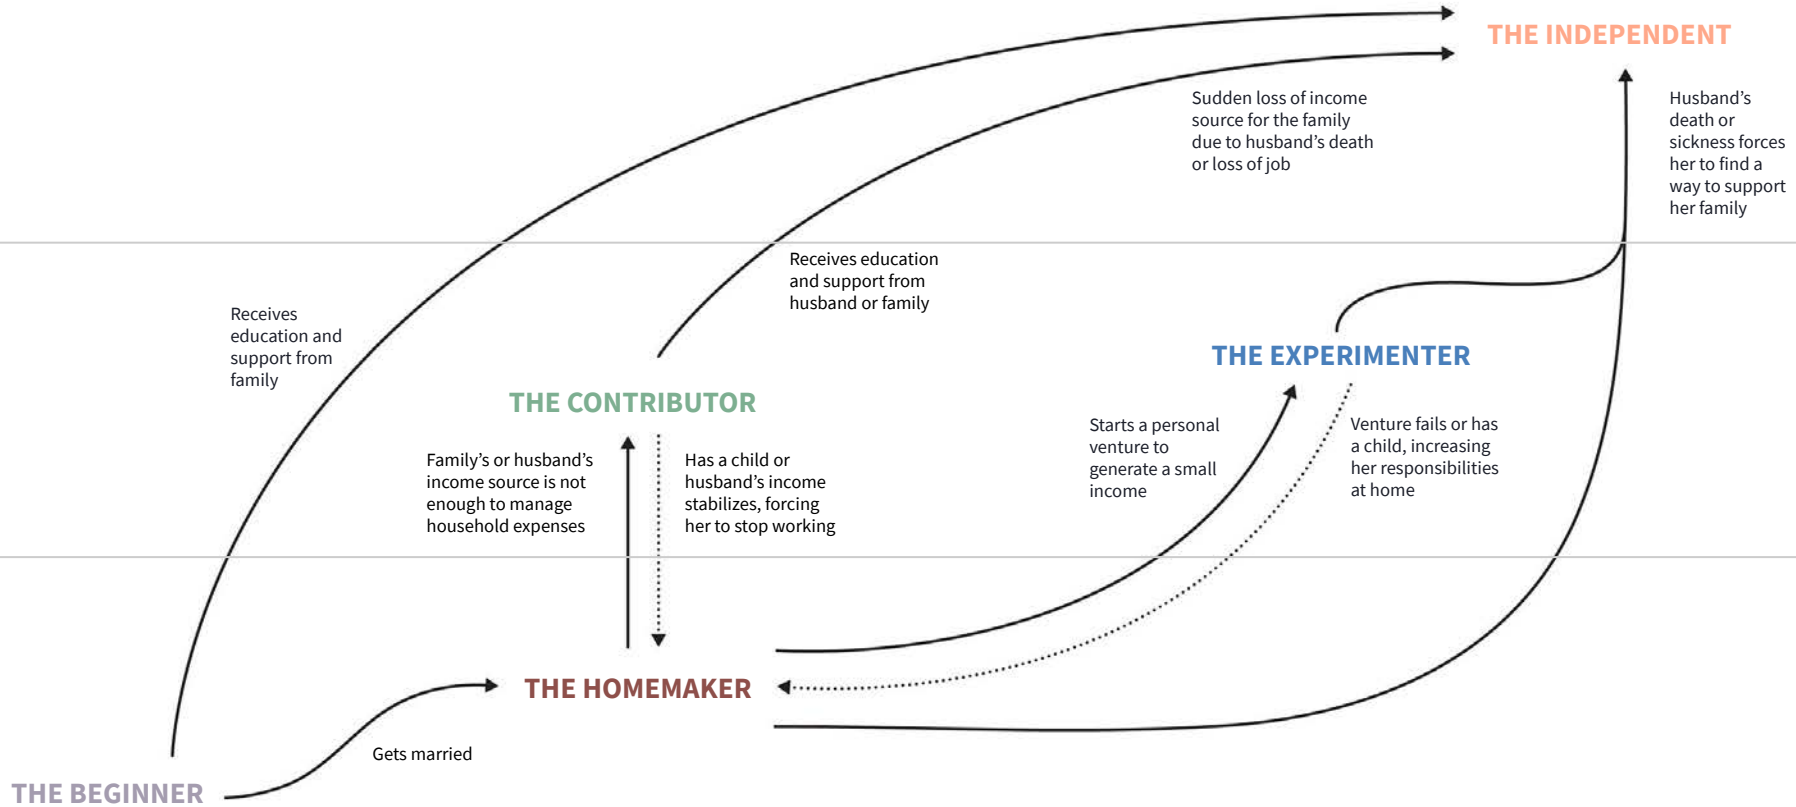 THE INDEPENDENT
Sudden loss of income
source for the family
due to husband’s death
or loss of job
Husband’s
death or
sickness forces
her to find a
way to support
her family
Receives education
and support from
husband or family
Receives
education and
support from
family
THE EXPERIMENTER
THE CONTRIBUTOR
Starts a personal
venture to
generate a small
income
Venture fails or has
a child, increasing
her responsibilities
at home
Family’s or husband’s
income source is not
enough to manage
household expenses
Has a child or
husband’s income
stabilizes, forcing
her to stop working
THE HOMEMAKER
Gets married
THE BEGINNER